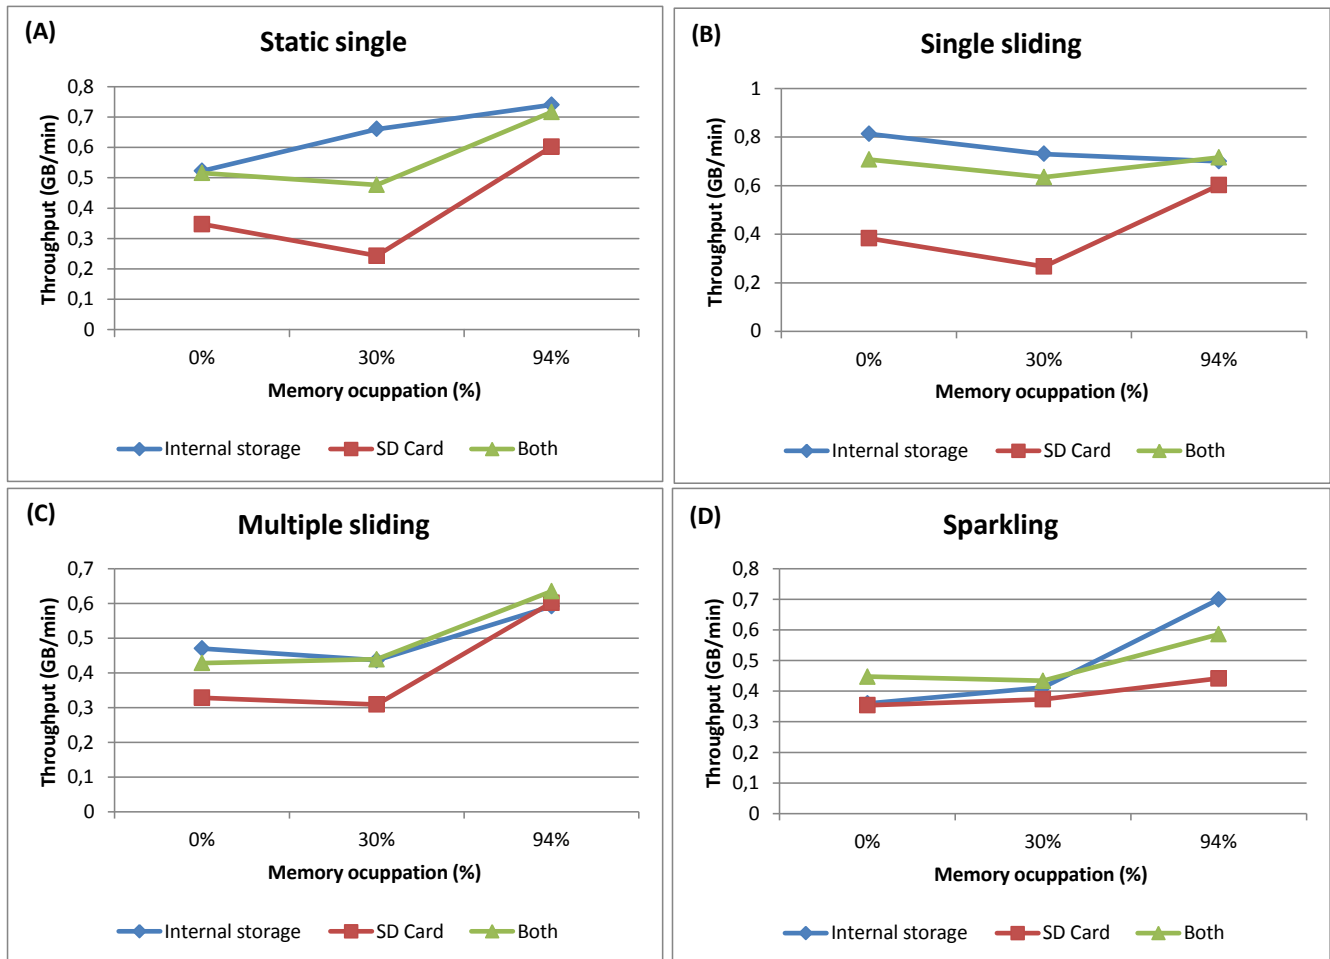 (A)
Static single
Throughput (GB/min)
0,8
0,7
0,6
0,5
0,4
0,3
0,2
0,1
0
0% 30% 94%
Memory ocuppation (%)
Internal storage SD Card Both
(B)
Single sliding
Throughput (GB/min)
1
0,8
0,6
0,4
0,2
0
0% 30% 94%
Memory ocuppation (%)
Internal storage SD Card Both
(C)
Multiple sliding
Throughput (GB/min)
0,7
0,6
0,5
0,4
0,3
0,2
0,1
0
0% 30% 94%
Memory ocuppation (%)
Internal storage SD Card Both
(D)
Sparkling
Throughput (GB/min)
0,8
0,7
0,6
0,5
0,4
0,3
0,2
0,1
0
0% 30% 94%
Memory ocuppation (%)
Internal storage SD Card Both